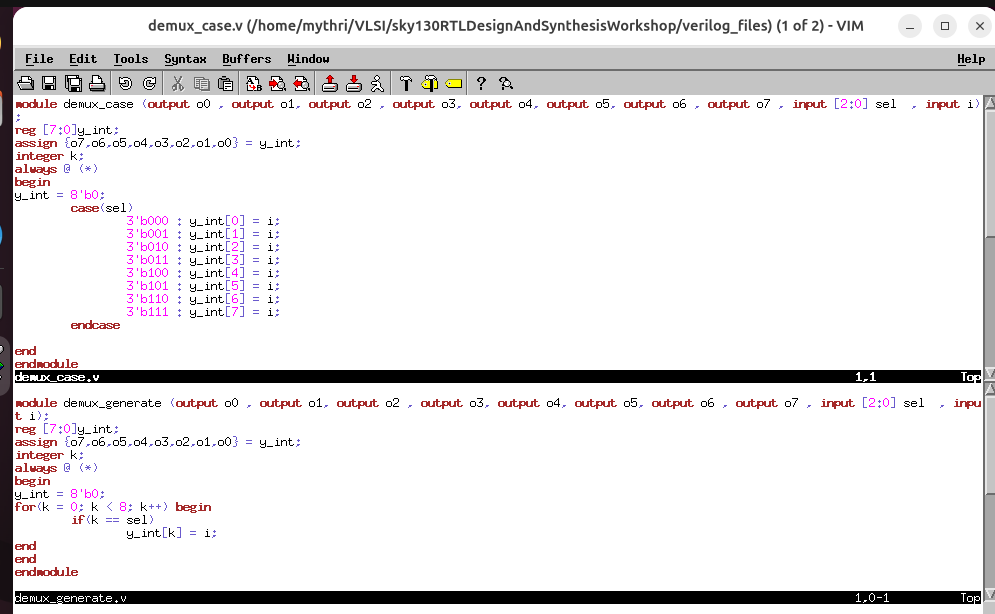 demux_case.v (/home/mythri/VLSI/sky130RTLDesignAndSynthesisWorkshop/verilog_files) (1 of 2) - VIM
File Edit Tools Syntax Buffers Window Help
module demux_case (output o0 , output o1, output o2 , output o3, output o4, output o5, output o6 , output o7 , input [2:0] sel  , input i)
;
reg [7:0]y_int;
assign {o7,o6,o5,o4,o3,o2,o1,o0} = y_int;
integer k;
always @ (*)
begin
y_int = 8'b0;
        case(sel)
                3'b000 : y_int[0] = i;
                3'b001 : y_int[1] = i;
                3'b010 : y_int[2] = i;
                3'b011 : y_int[3] = i;
                3'b100 : y_int[4] = i;
                3'b101 : y_int[5] = i;
                3'b110 : y_int[6] = i;
                3'b111 : y_int[7] = i;
        endcase
end
endmodule
demux_case.v 1,1 Top
module demux_generate (output o0 , output o1, output o2 , output o3, output o4, output o5, output o6 , output o7 , input [2:0] sel  , inpu
t i);
reg [7:0]y_int;
assign {o7,o6,o5,o4,o3,o2,o1,o0} = y_int;
integer k;
always @ (*)
begin
y_int = 8'b0;
for(k = 0; k < 8; k++) begin
        if(k == sel)
                y_int[k] = i;
end
end
endmodule
demux_generate.v 1,0-1 Top